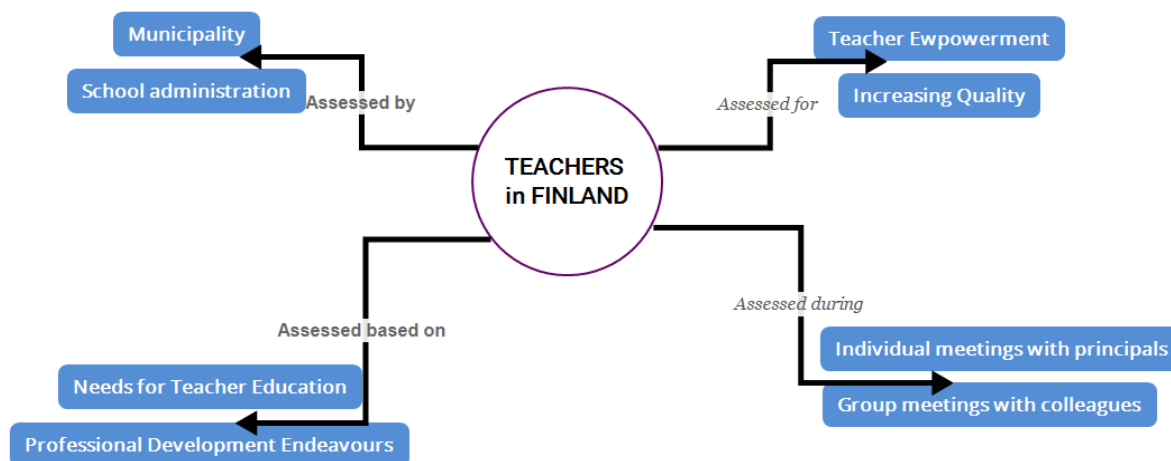 Municipality
School administration
Assessed by
Teacher Ewpowerment
Increasing Quality
Assessed for
TEACHERS
in FINLAND
Assessed based on
Needs for Teacher Education
Professional Development Endeavours
Assessed during
Individual meetings with principals
Group meetings with colleagues